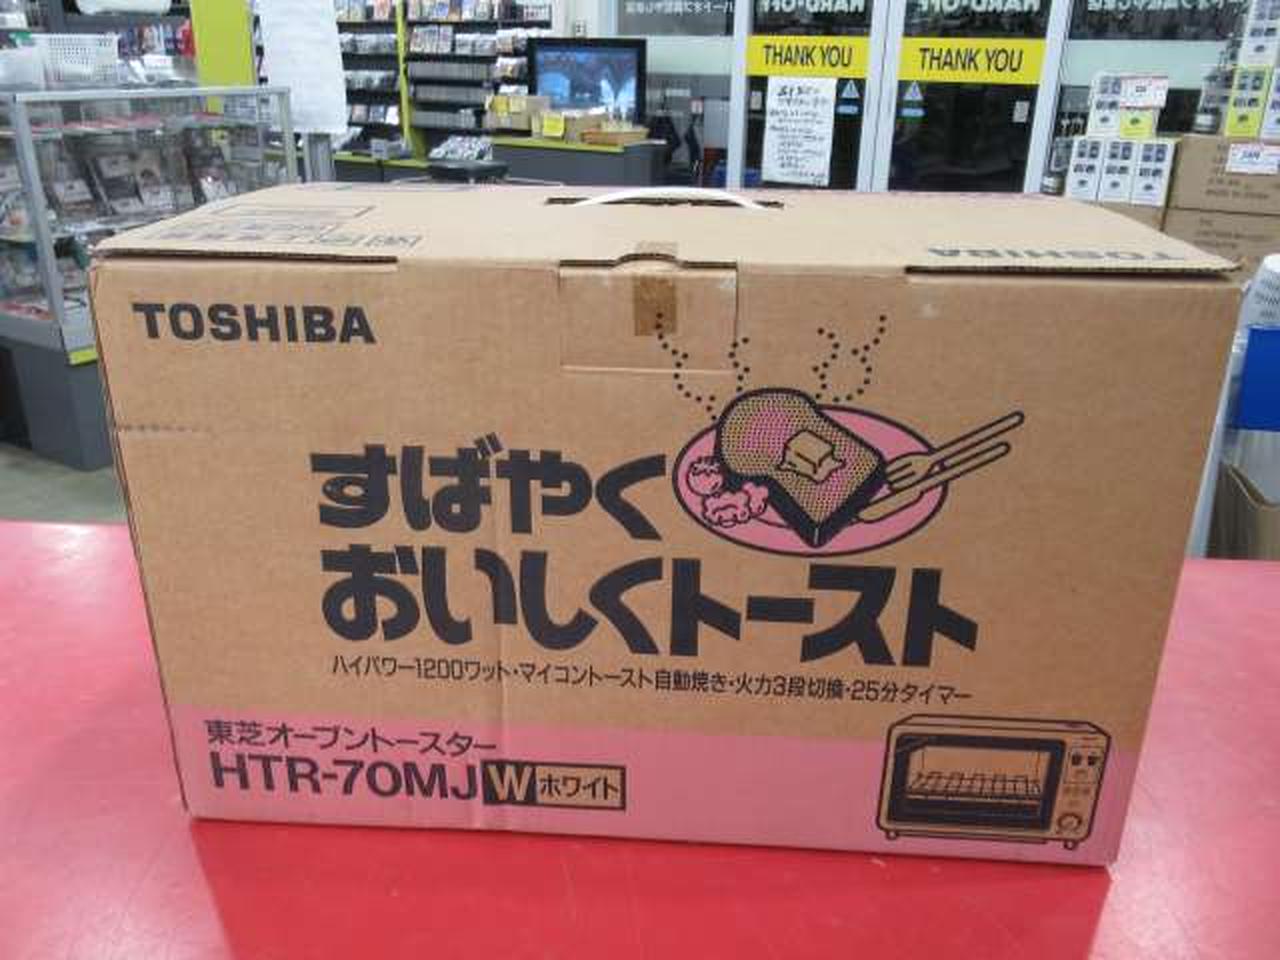 THANK YOU
THANK YOU
TOSHIBA
TOSHIBA
すばやく
おいしくトースト
ハイパワー1200ワット・マイコントースト自動焼き・火力3段切換・25分タイマー
東芝オーブントースター
HTR-70MJ W ホワイト